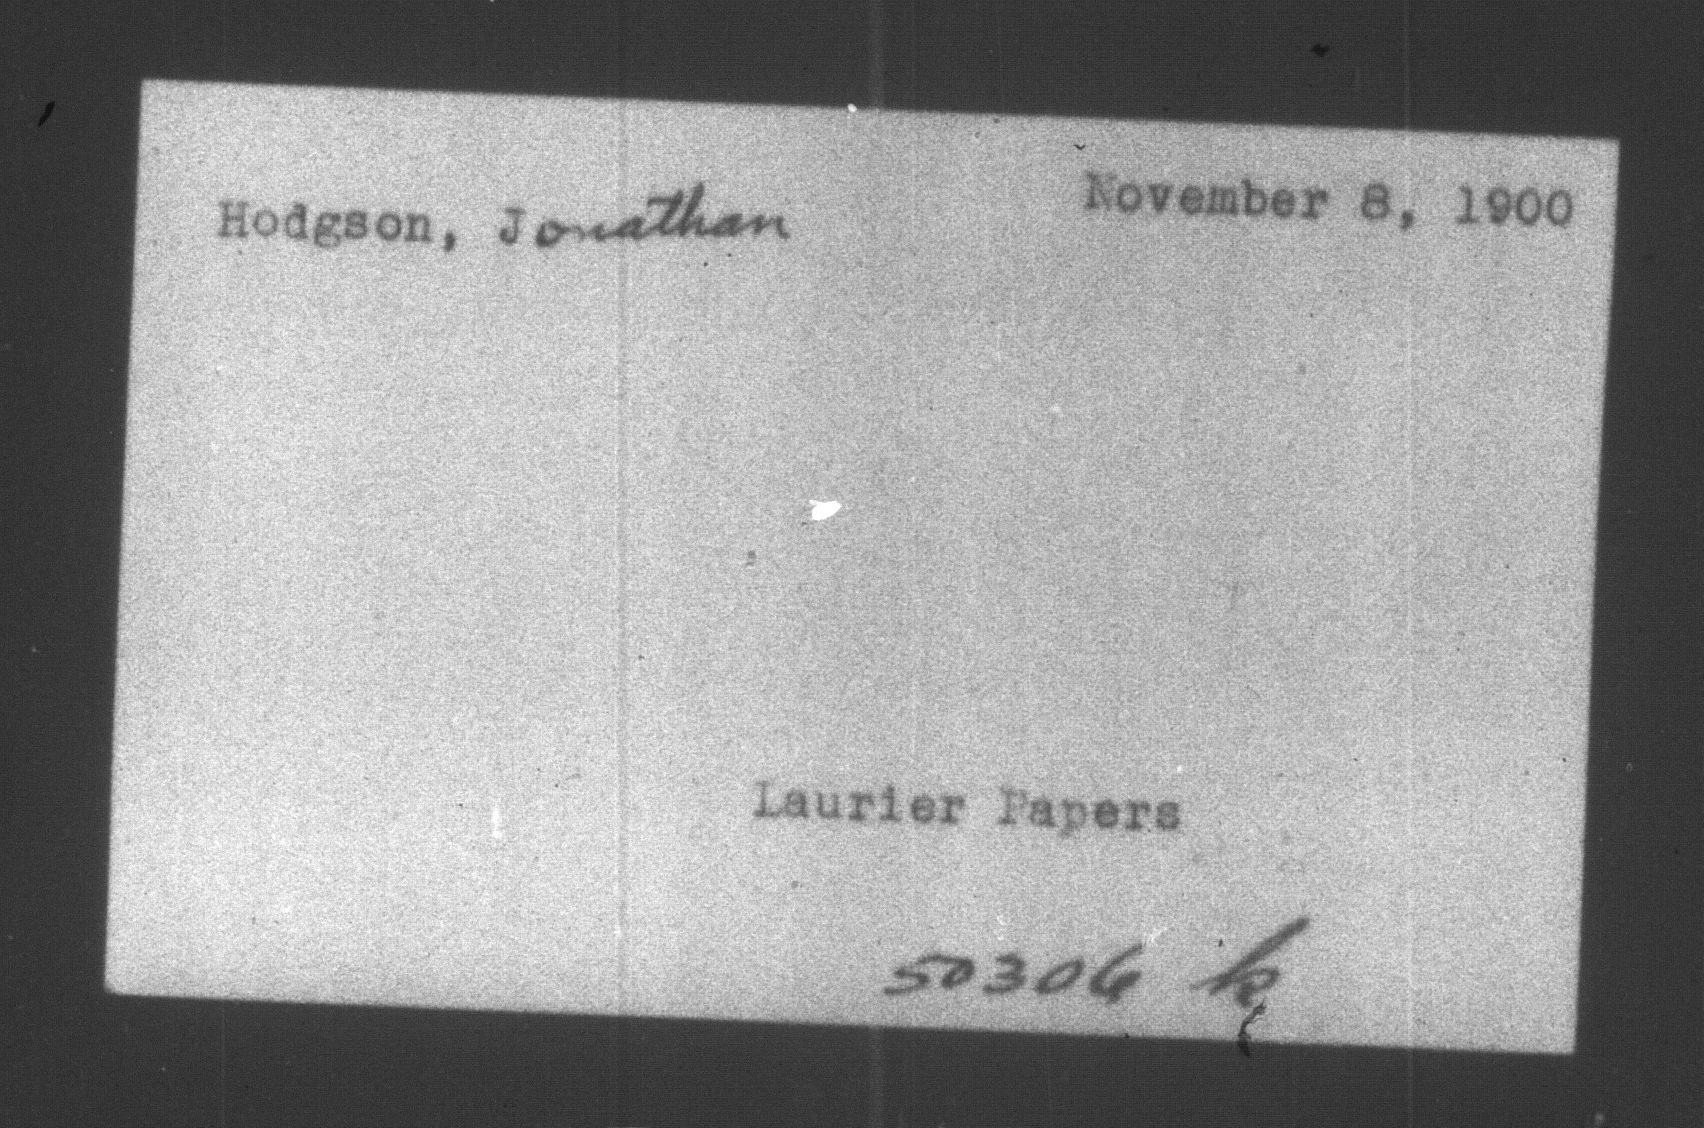 Hodgson, Jonathan
November 8, 1900
Laurier Papers
50306 k